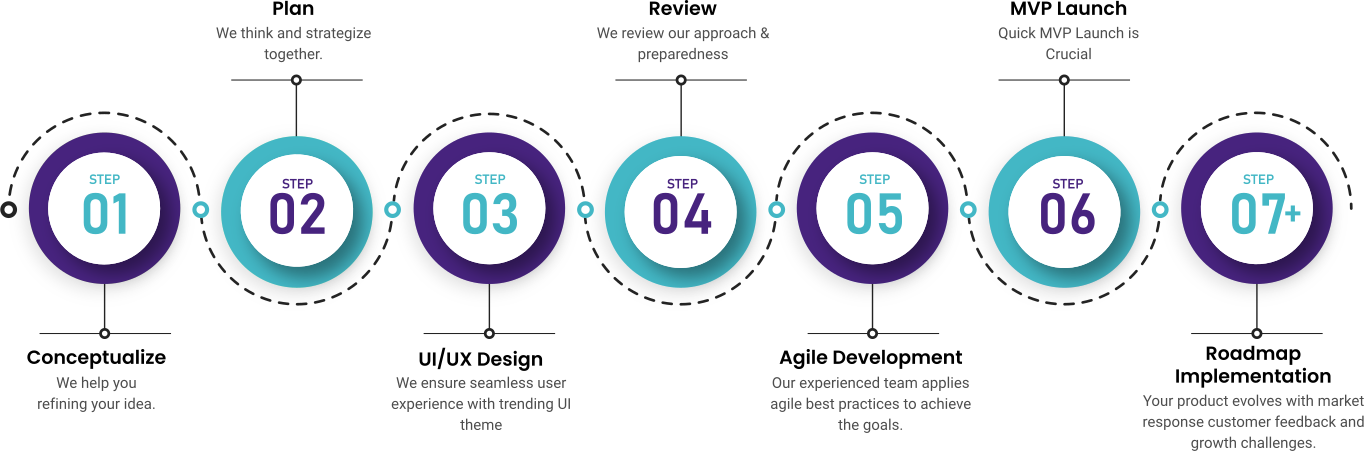 STEP
01
Conceptualize
We help you
refining your idea.
Plan
We think and strategize
together.
STEP
02
STEP
03
UI/UX Design
We ensure seamless user
experience with trending UI
theme
Review
We review our approach &
preparedness
STEP
04
STEP
05
Agile Development
Our experienced team applies
agile best practices to achieve
the goals.
MVP Launch
Quick MVP Launch is
Crucial
STEP
06
STEP
07+
Roadmap
Implementation
Your product evolves with market
response customer feedback and
growth challenges.